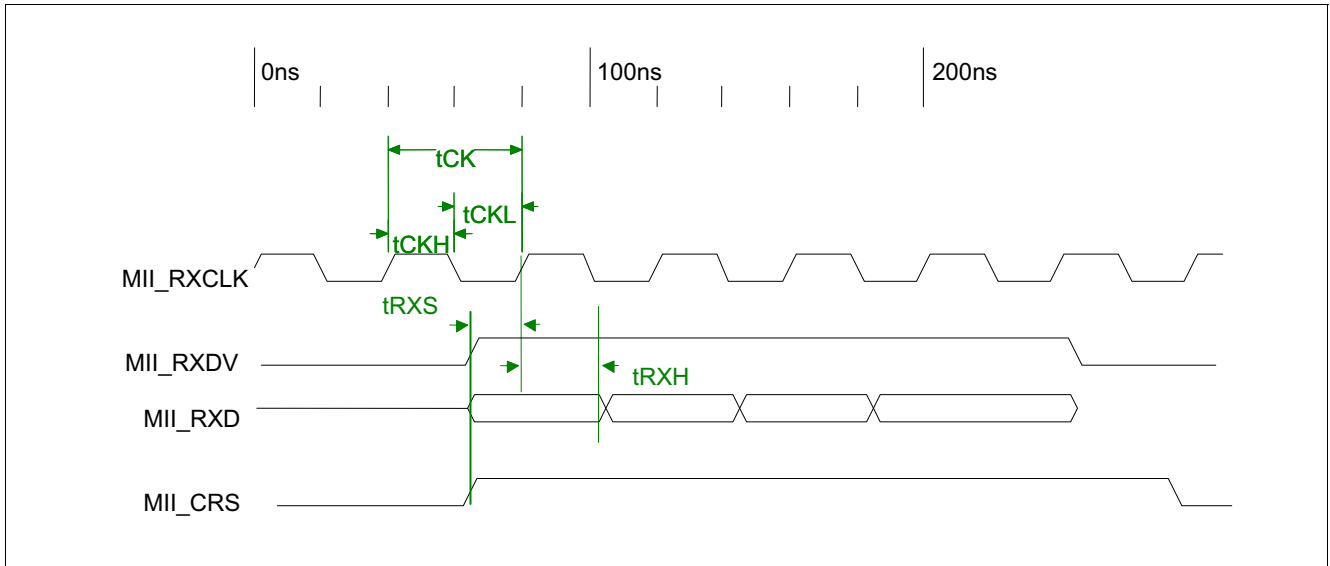 0ns 100ns 200ns
tCK
tCKL
tCKH
MII_RXCLK
tRXS
MII_RXDV
tRXH
MII_RXD
MII_CRS